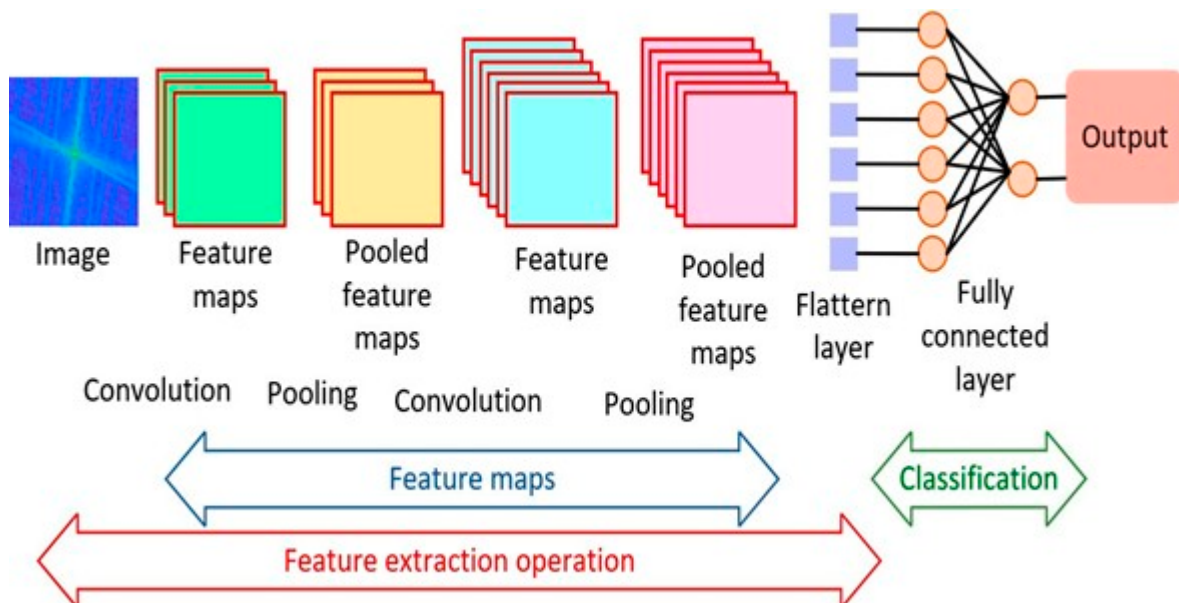 Output
Image
Feature
maps
Pooled
feature
maps
Feature
maps
Pooled
feature
maps
Flattern
layer
Fully
connected
layer
Convolution
Pooling
Convolution
Pooling
Feature maps
Classification
Feature extraction operation